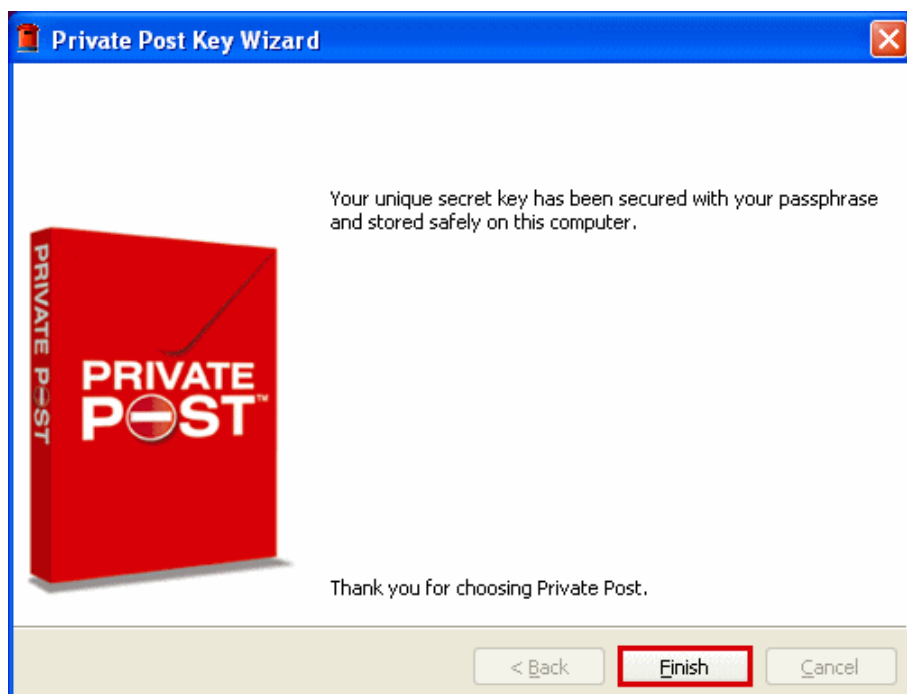 Private Post Key Wizard
Your unique secret key has been secured with your passphrase
and stored safely on this computer.
PRIVATE POST
PRIVATE
POST™
Thank you for choosing Private Post.
< Back
Finish
Cancel